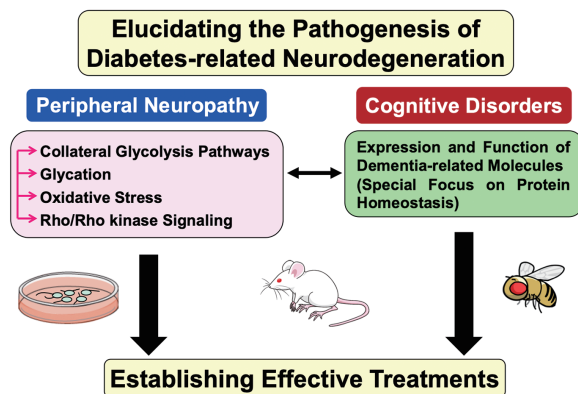 Elucidating the Pathogenesis of
Diabetes-related Neurodegeneration
Peripheral Neuropathy
Collateral Glycolysis Pathways
Glycation
Oxidative Stress
Rho/Rho kinase Signaling
Cognitive Disorders
Expression and Function of
Dementia-related Molecules
(Special Focus on Protein
Homeostasis)
Establishing Effective Treatments